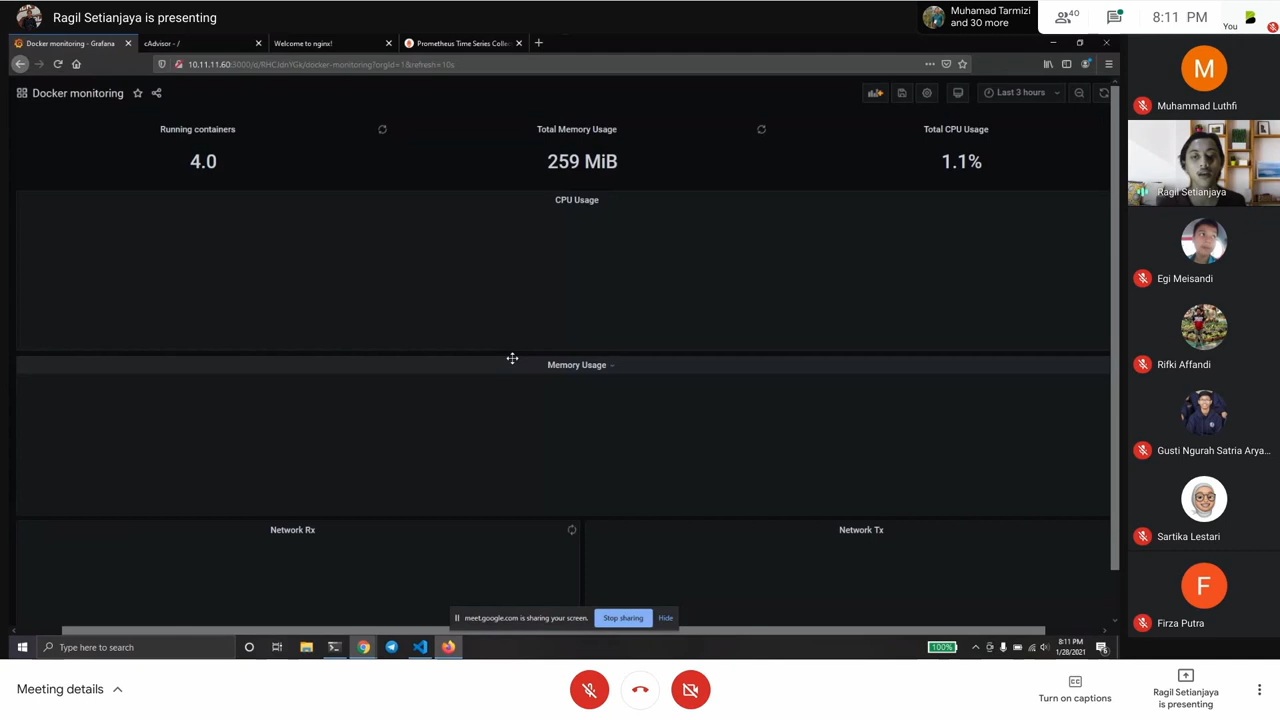 Ragil Setianjaya is presenting
Muhamad Tarmizi
and 30 more
40
8:11 PM
You
Docker monitoring - Grafana
cAdvisor - /
Welcome to nginx!
Prometheus Time Series Colle
10.11.11.60:3000/d/RHCJdnYGk/docker-monitoring?orgId=1&refresh=10s
Docker monitoring
Last 3 hours
Running containers
Total Memory Usage
Total CPU Usage
4.0
259 MiB
1.1%
CPU Usage
Memory Usage
Network Rx
Network Tx
meet.google.com is sharing your screen.
Stop sharing
Hide
Type here to search
100%
8:11 PM
1/28/2021
M
Muhammad Luthfi
Ragil Setianjaya
Egi Meisandi
Rifki Affandi
Gusti Ngurah Satria Arya...
Sartika Lestari
F
Firza Putra
Meeting details
Turn on captions
Ragil Setianjaya
is presenting